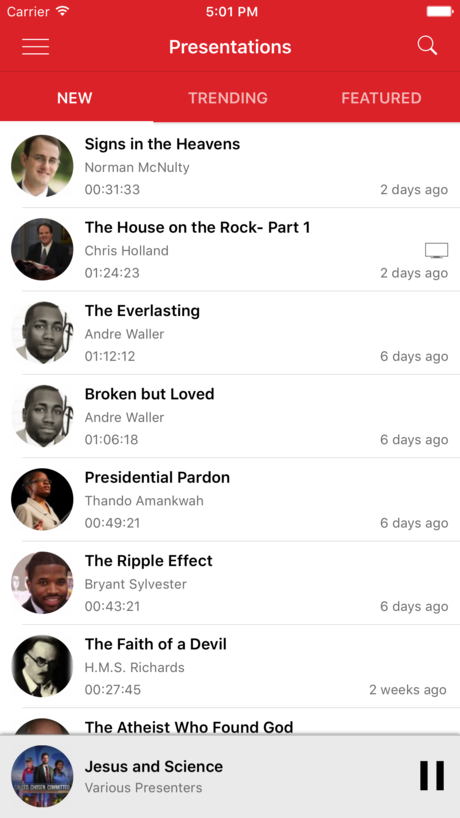 Carrier 5:01 PM
Presentations
NEW TRENDING FEATURED
Signs in the Heavens
Norman McNulty
00:31:33 2 days ago
The House on the Rock- Part 1
Chris Holland
01:24:23 2 days ago
The Everlasting
Andre Waller
01:12:12 6 days ago
Broken but Loved
Andre Waller
01:06:18 6 days ago
Presidential Pardon
Thando Amankwah
00:49:21 6 days ago
The Ripple Effect
Bryant Sylvester
00:43:21 6 days ago
The Faith of a Devil
H.M.S. Richards
00:27:45 2 weeks ago
The Atheist Who Found God
Jesus and Science
Various Presenters